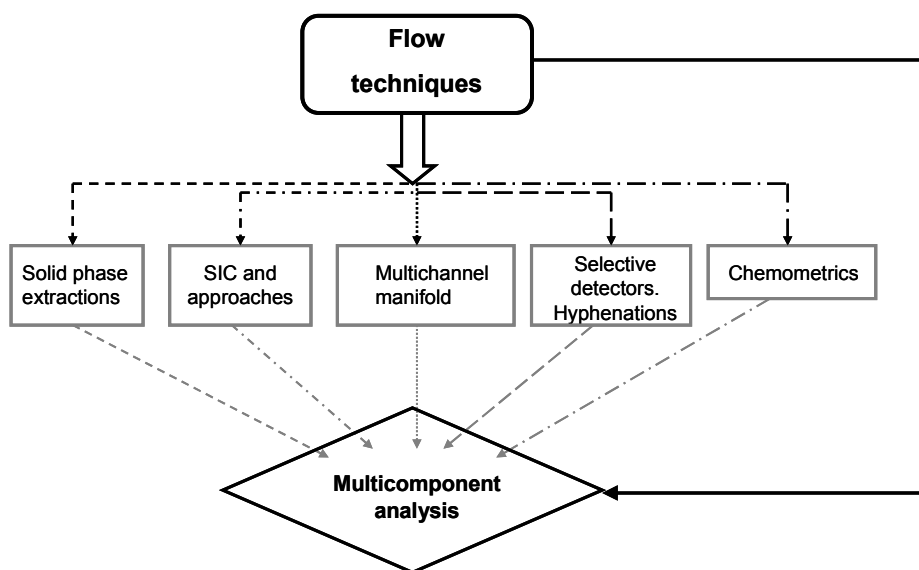 Flow
techniques
Solid phase
extractions
SIC and
approaches
Multichannel
manifold
Selective
detectors.
Hyphenations
Chemometrics
Multicomponent
analysis